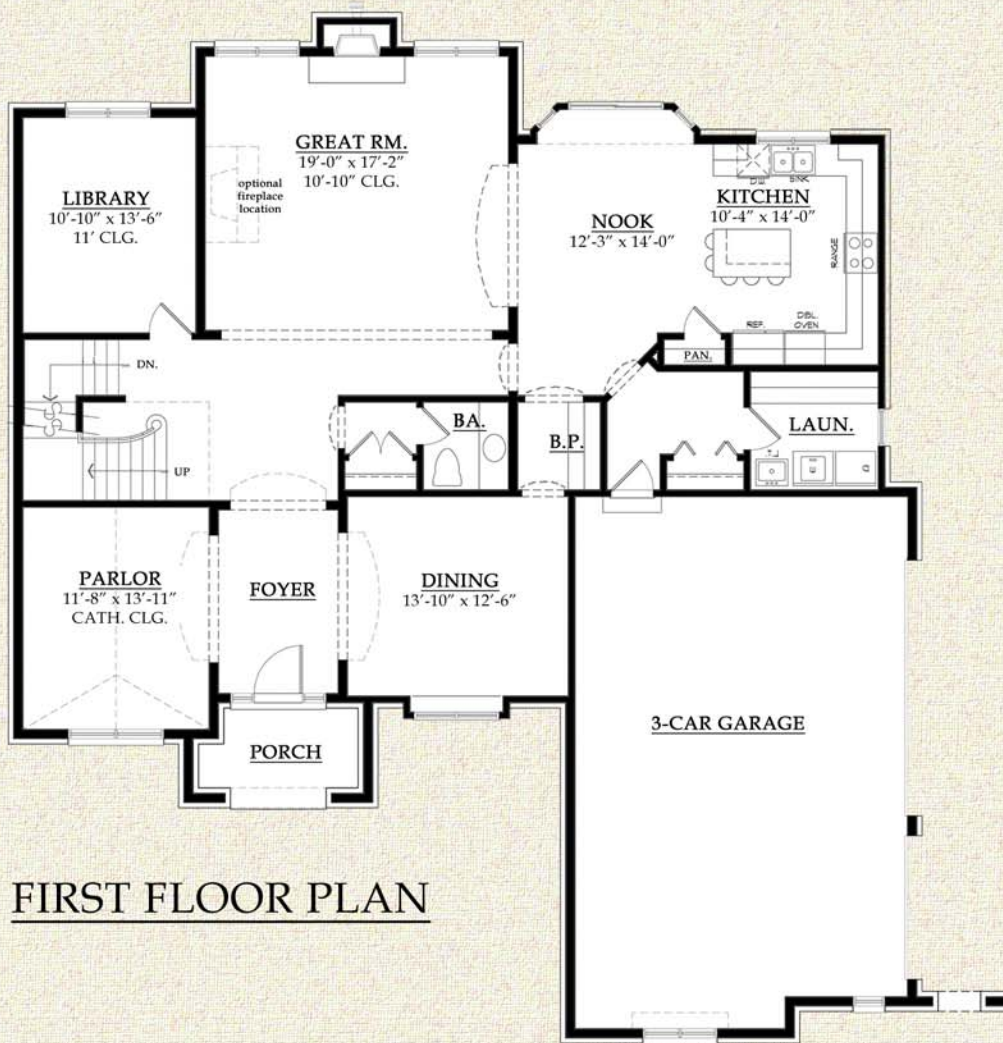 GREAT RM.
19'-0" x 17'-2"
10'-10" CLG.
optional
fireplace
location
LIBRARY
10'-10" x 13'-6"
11' CLG.
D.W.
SINK
KITCHEN
10'-4" x 14'-0"
NOOK
12'-3" x 14'-0"
RANGE
REF.
DBL.
OVEN
PAN.
DN.
UP
BA.
B.P.
LAUN.
PARLOR
11'-8" x 13'-11"
CATH. CLG.
FOYER
DINING
13'-10" x 12'-6"
3-CAR GARAGE
PORCH
FIRST FLOOR PLAN